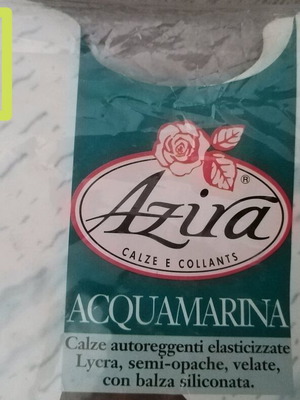 Azira®
CALZE E COLLANTS
ACQUAMARINA
Calze autoreggenti elasticizzate
Lycra, semi-opache, velate,
con balza siliconata.